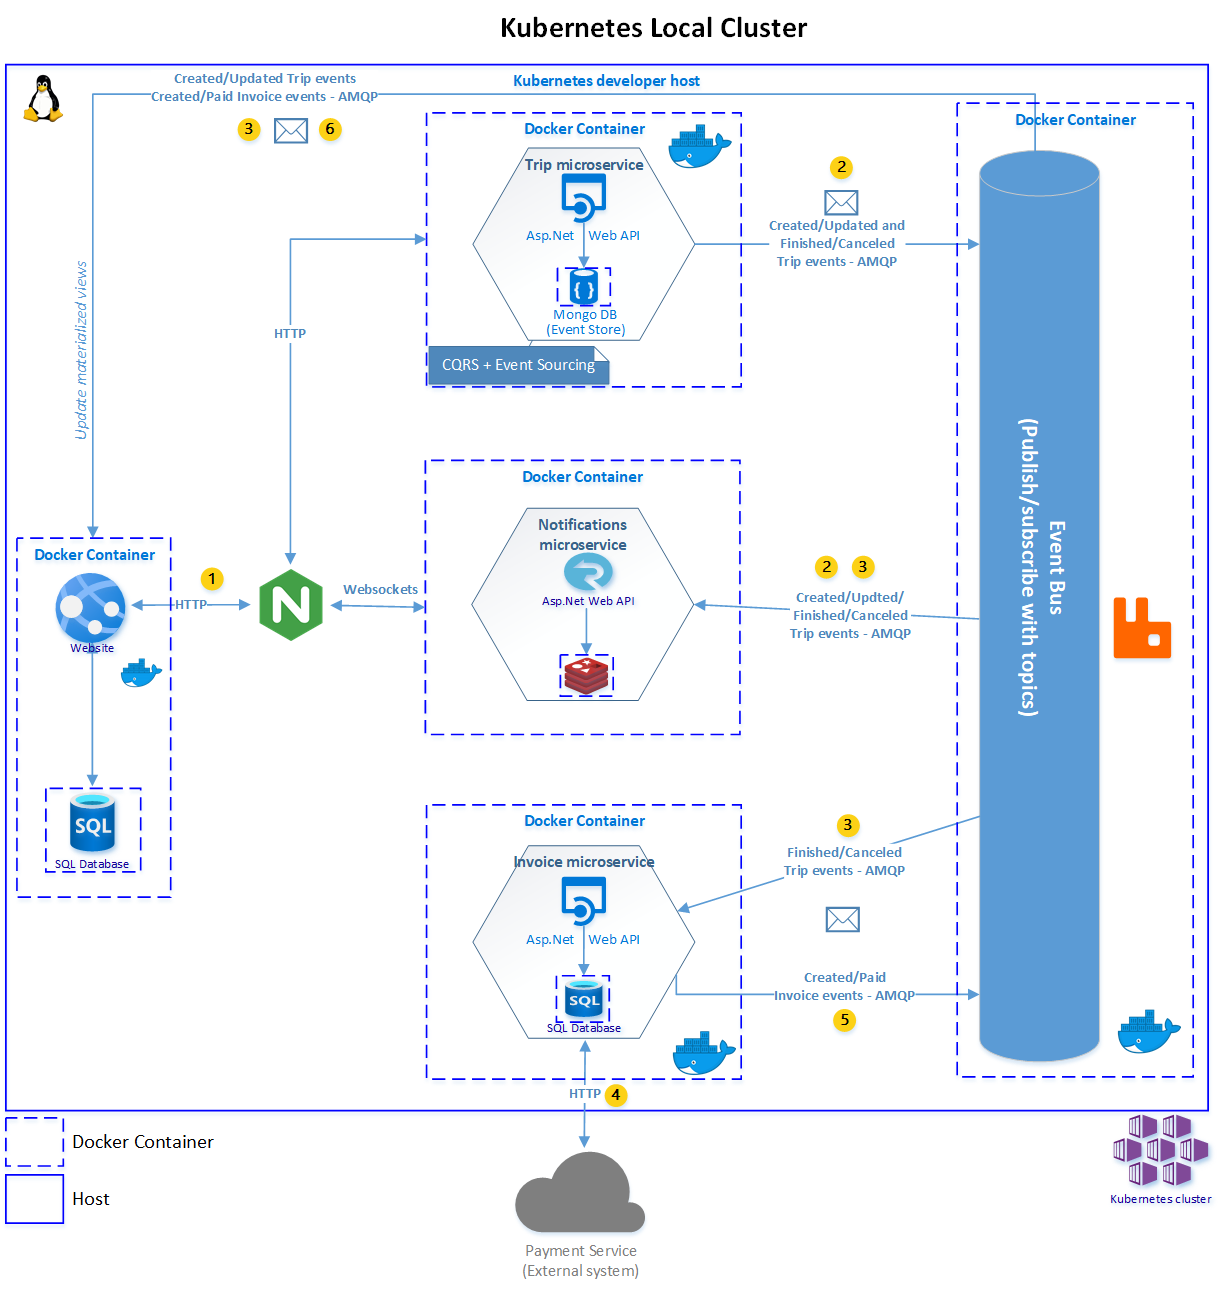 Kubernetes Local Cluster
Kubernetes developer host
Created/Updated Trip events
Created/Paid Invoice events - AMQP
3
6
Docker Container
Trip microservice
Asp.Net Web API
{ }
Mongo DB
(Event Store)
CQRS + Event Sourcing
2
Created/Updated and
Finished/Canceled
Trip events - AMQP
Docker Container
Event Bus
(Publish/subscribe with topics)
Update materialized views
HTTP
Docker Container
Website
SQL
SQL Database
1
HTTP
N
Websockets
Docker Container
Notifications
microservice
Asp.Net Web API
2
3
Created/Updted/
Finished/Canceled
Trip events - AMQP
Docker Container
Invoice microservice
Asp.Net Web API
SQL
SQL Database
3
Finished/Canceled
Trip events - AMQP
Created/Paid
Invoice events - AMQP
5
HTTP
4
Payment Service
(External system)
Docker Container
Host
Kubernetes cluster